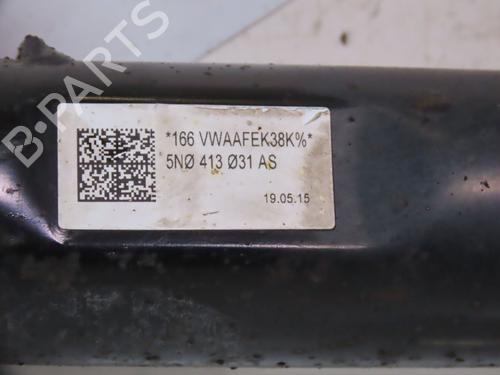 B-PARTS
*166 VWAAFEK38K%*
5NØ 413 Ø31 AS
19.05.15